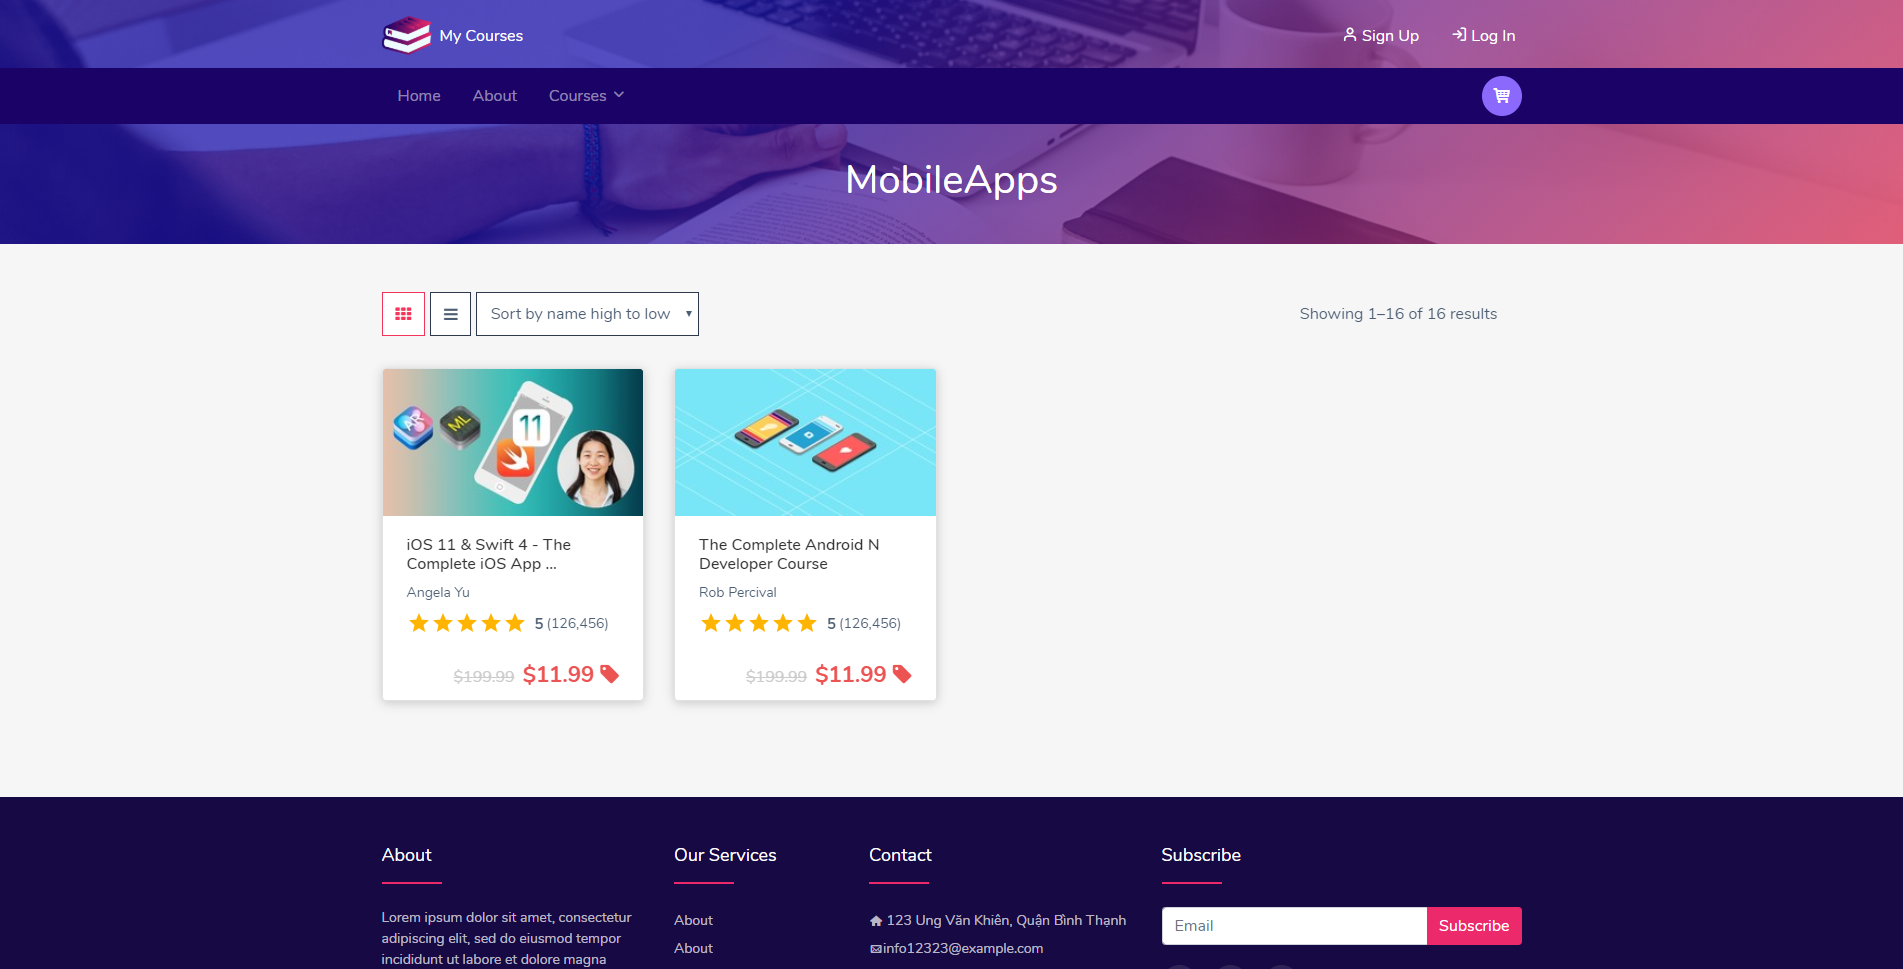 My Courses
Sign Up
Log In
Home
About
Courses
MobileApps
Sort by name high to low
Showing 1–16 of 16 results
11
ML
iOS 11 & Swift 4 - The
Complete iOS App ...
Angela Yu
5 (126,456)
$199.99 $11.99
The Complete Android N
Developer Course
Rob Percival
5 (126,456)
$199.99 $11.99
About
Lorem ipsum dolor sit amet, consectetur
adipiscing elit, sed do eiusmod tempor
incididunt ut labore et dolore magna
Our Services
About
About
Contact
123 Ung Văn Khiên, Quận Bình Thạnh
info12323@example.com
Subscribe
Email
Subscribe